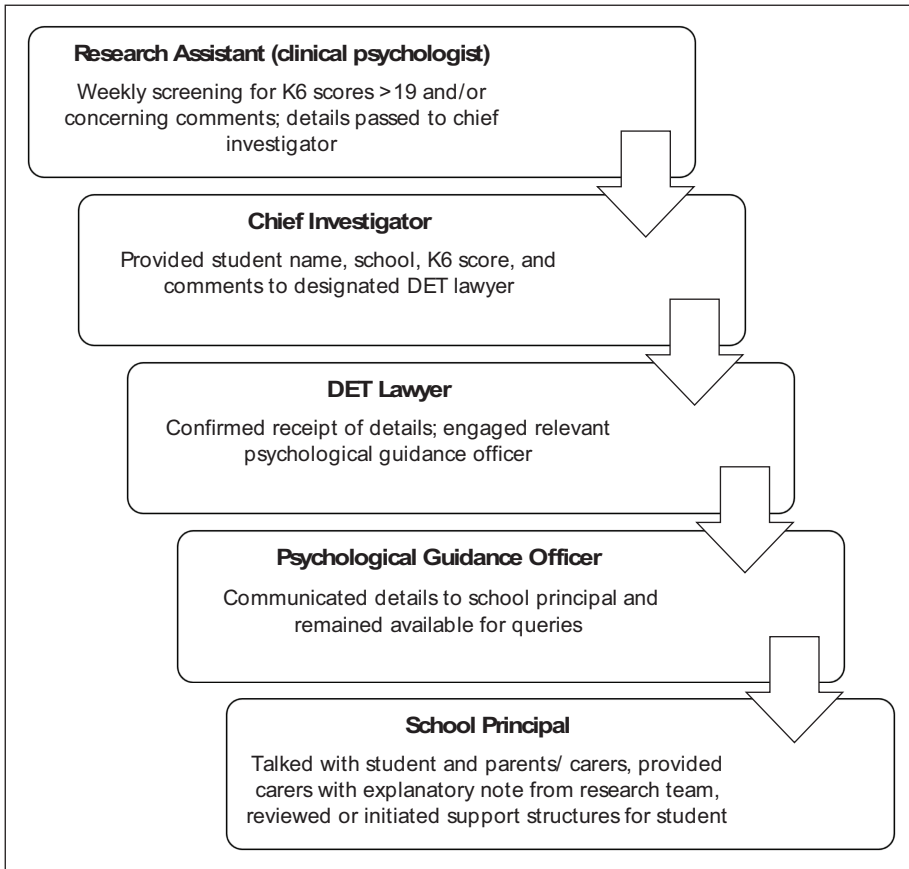 Research Assistant (clinical psychologist)
Weekly screening for K6 scores >19 and/or
concerning comments; details passed to chief
investigator
Chief Investigator
Provided student name, school, K6 score, and
comments to designated DET lawyer
DET Lawyer
Confirmed receipt of details; engaged relevant
psychological guidance officer
Psychological Guidance Officer
Communicated details to school principal and
remained available for queries
School Principal
Talked with student and parents/ carers, provided
carers with explanatory note from research team,
reviewed or initiated support structures for student